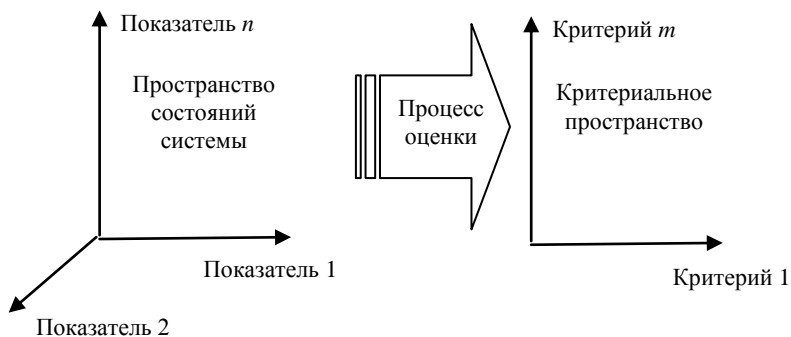 Показатель n
Пространство
состояний
системы
Показатель 1
Показатель 2
Процесс
оценки
Критерий m
Критериальное
пространство
Критерий 1